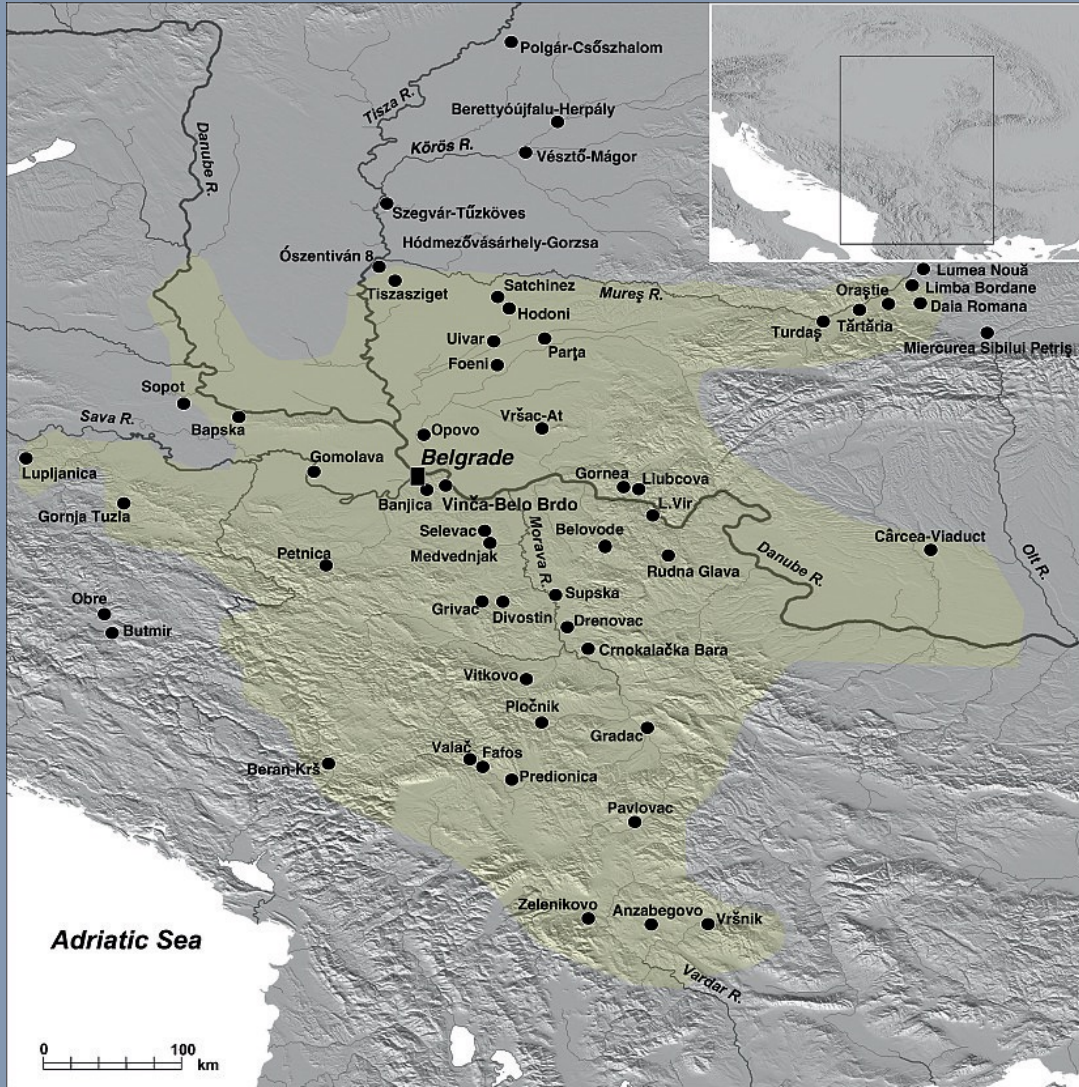 Polgár-Csőszhalom
Tisza R.
Berettyóújfalu-Herpály
Danube R.
Körös R.
Vésztő-Mágor
Szegvár-Tűzköves
Hódmezővásárhely-Gorzsa
Ószentiván 8
Tiszasziget
Satchinez
Mureş R.
Hodoni
Lumea Nouă
Limba Bordane
Oraştie
Daia Romana
Tărtăria
Turdaş
Miercurea Sibilui Petriş
Uivar
Parţa
Foeni
Sopot
Bapska
Sava R.
Vršac-At
Opovo
Belgrade
Gomolava
Lupljanica
Gornja Tuzla
Banjica
Vinča-Belo Brdo
Gornea
Liubcova
L.Vir
Selevac
Medvednjak
Morava R.
Belovode
Rudna Glava
Danube R.
Cârcea-Viaduct
Olt R.
Petnica
Obre
Butmir
Grivac
Divostin
Supska
Drenovac
Crnokalačka Bara
Vitkovo
Pločnik
Gradac
Valač
Fafos
Predionica
Beran-Krš
Pavlovac
Zelenikovo
Anzabegovo
Vršnik
Vardar R.
Adriatic Sea
0 100
km